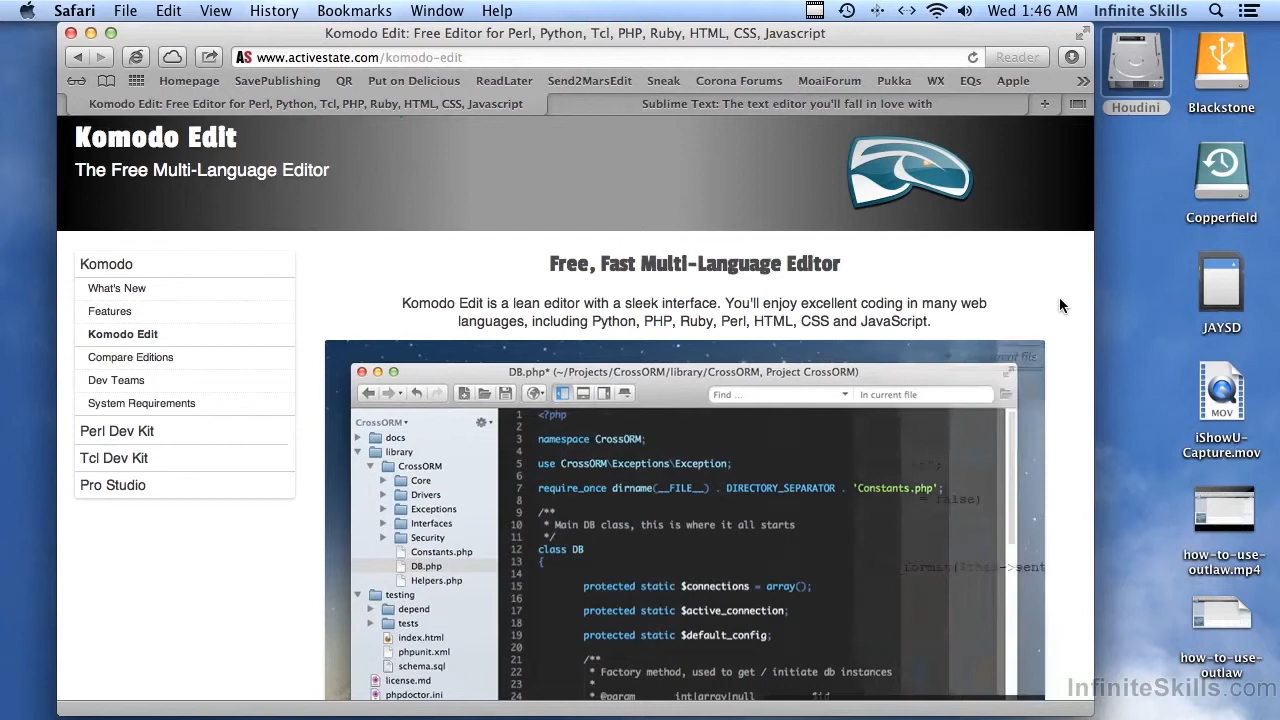 Safari File Edit View History Bookmarks Window Help Wed 1:46 AM Infinite Skills
Komodo Edit: Free Editor for Perl, Python, Tcl, PHP, Ruby, HTML, CSS, Javascript
AS www.activestate.com/komodo-edit Reader
Homepage SavePublishing QR Put on Delicious ReadLater Send2MarsEdit Sneak Corona Forums MoaiForum Pukka WX EQs Apple
Komodo Edit: Free Editor for Perl, Python, Tcl, PHP, Ruby, HTML, CSS, Javascript
Sublime Text: The text editor you'll fall in love with
Komodo Edit
The Free Multi-Language Editor
Komodo
What's New
Features
Komodo Edit
Compare Editions
Dev Teams
System Requirements
Perl Dev Kit
Tcl Dev Kit
Pro Studio
Free, Fast Multi-Language Editor
Komodo Edit is a lean editor with a sleek interface. You'll enjoy excellent coding in many web
languages, including Python, PHP, Ruby, Perl, HTML, CSS and JavaScript.
DB.php* (~/Projects/CrossORM/library/CrossORM, Project CrossORM)
Find ... In current file
CrossORM
docs
library
CrossORM
Core
Drivers
Exceptions
Interfaces
Security
Constants.php
DB.php
Helpers.php
testing
depend
tests
index.html
phpunit.xml
schema.sql
license.md
phpdoctor.ini
1 <?php
2
3 namespace CrossORM;
4
5 use CrossORM\Exceptions\Exception;
6
7 require_once dirname(__FILE__) . DIRECTORY_SEPARATOR . 'Constants.php';
8
9 /**
10 * Main DB class, this is where it all starts
11 */
12 class DB
13 {
14
15 protected static $connections = array();
16
17 protected static $active_connection;
18
19 protected static $default_config;
20
21 /**
22 * Factory method, used to get / initiate db instances
23 *
24 * @param int|array|null $id
= false)
format($this->sent
Houdini
Blackstone
Copperfield
JAYSD
MOV
iShowU-
Capture.mov
how-to-use-
outlaw.mp4
how-to-use-
outlaw
InfiniteSkills.com